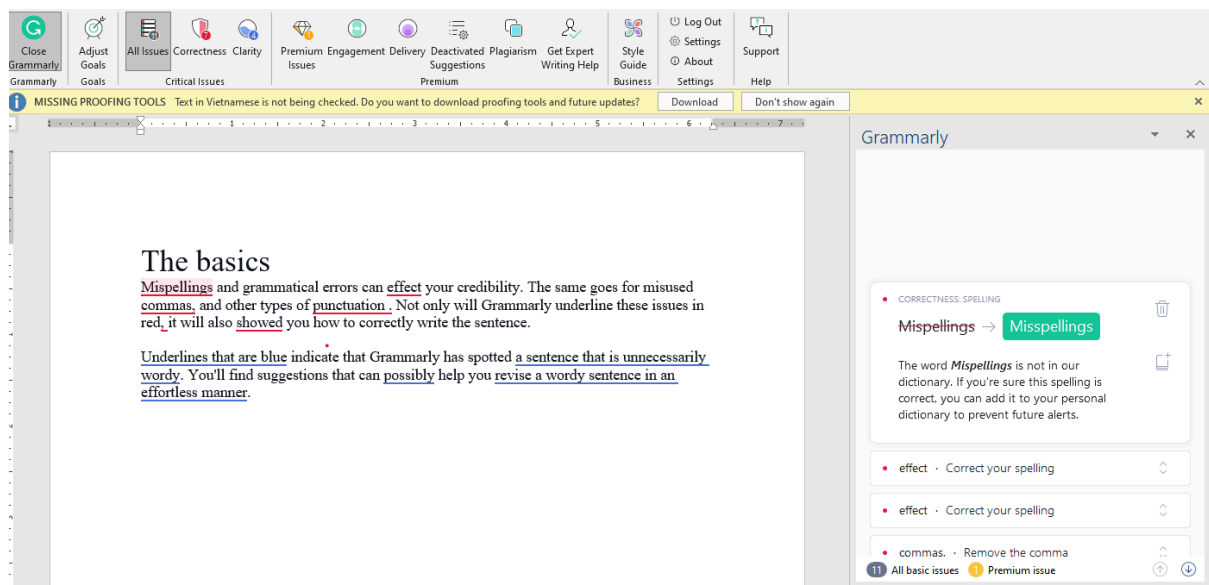 Close Grammarly
Adjust Goals
All Issues
Correctness
Clarity
Premium Issues
Engagement
Delivery
Deactivated Suggestions
Plagiarism
Get Expert Writing Help
Style Guide
Log Out
Settings
About
Support
Grammarly
Goals
Critical Issues
Premium
Business
Settings
Help
MISSING PROOFING TOOLS Text in Vietnamese is not being checked. Do you want to download proofing tools and future updates? Download Don't show again
1 1 2 3 4 5 6 7
Grammarly
The basics
Mispellings and grammatical errors can effect your credibility. The same goes for misused
commas, and other types of punctuation . Not only will Grammarly underline these issues in
red, it will also showed you how to correctly write the sentence.
Underlines that are blue indicate that Grammarly has spotted a sentence that is unnecessarily
wordy. You'll find suggestions that can possibly help you revise a wordy sentence in an
effortless manner.
CORRECTNESS: SPELLING
Mispellings → Misspellings
The word Mispellings is not in our
dictionary. If you're sure this spelling is
correct, you can add it to your personal
dictionary to prevent future alerts.
effect · Correct your spelling
effect · Correct your spelling
commas. · Remove the comma
11 All basic issues 1 Premium issue